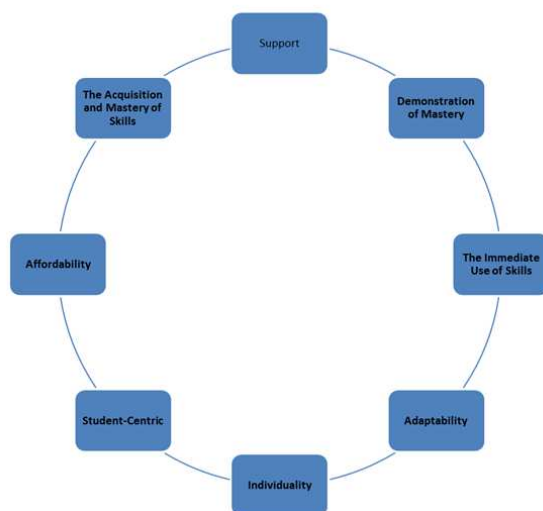 Support
Demonstration
of Mastery
The Immediate
Use of Skills
Adaptability
Individuality
Student-Centric
Affordability
The Acquisition
and Mastery of
Skills